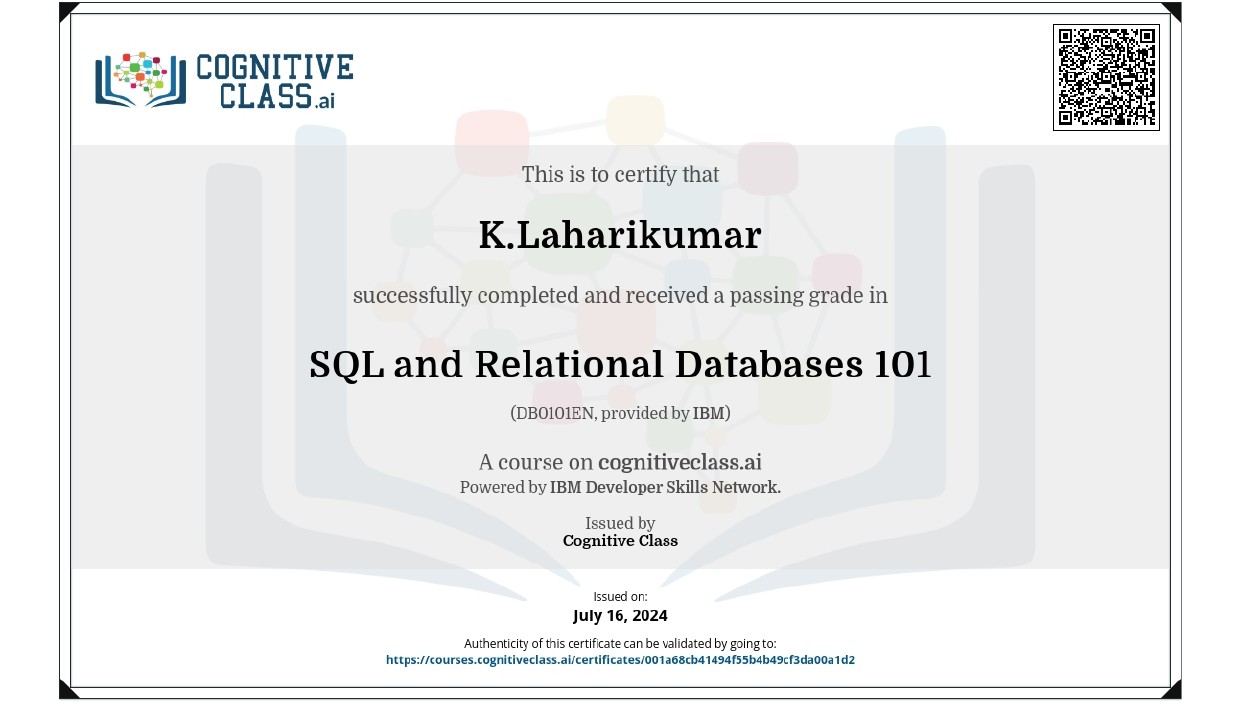 COGNITIVE
CLASS.ai
This is to certify that
K.Laharikumar
successfully completed and received a passing grade in
SQL and Relational Databases 101
(DB0101EN, provided by IBM)
A course on cognitiveclass.ai
Powered by IBM Developer Skills Network.
Issued by
Cognitive Class
Issued on:
July 16, 2024
Authenticity of this certificate can be validated by going to:
https://courses.cognitiveclass.ai/certificates/001a68cb41494f55b4b49cf3da00a1d2